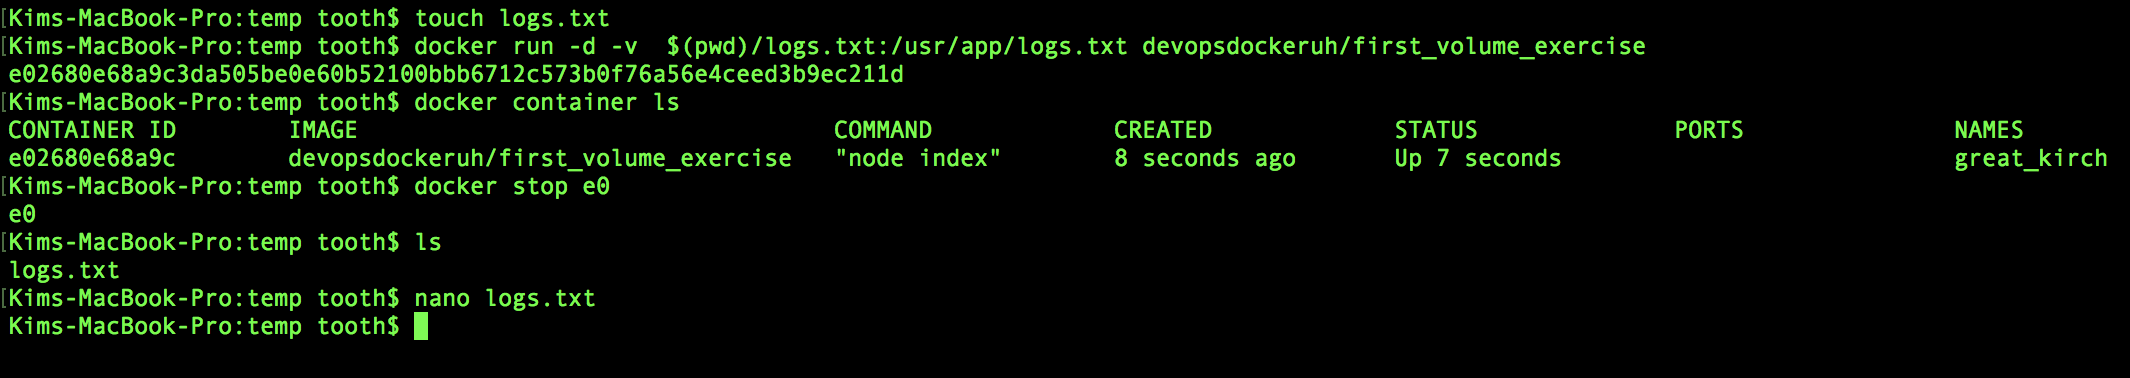 [Kims-MacBook-Pro:temp tooth$ touch logs.txt
[Kims-MacBook-Pro:temp tooth$ docker run -d -v  $(pwd)/logs.txt:/usr/app/logs.txt devopsdockeruh/first_volume_exercise
e02680e68a9c3da505be0e60b52100bbb6712c573b0f76a56e4ceed3b9ec211d
[Kims-MacBook-Pro:temp tooth$ docker container ls
CONTAINER ID        IMAGE                                  COMMAND             CREATED             STATUS              PORTS               NAMES
e02680e68a9c        devopsdockeruh/first_volume_exercise   "node index"        8 seconds ago       Up 7 seconds                            great_kirch
[Kims-MacBook-Pro:temp tooth$ docker stop e0
e0
[Kims-MacBook-Pro:temp tooth$ ls
logs.txt
[Kims-MacBook-Pro:temp tooth$ nano logs.txt
Kims-MacBook-Pro:temp tooth$